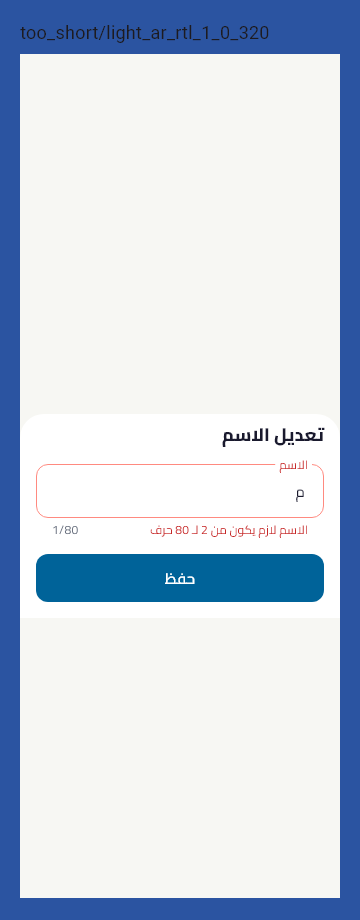 too_short/light_ar_rtl_1_0_320
تعديل الاسم
الاسم
م
الاسم لازم يكون من 2 لـ 80 حرف
1/80
حفظ